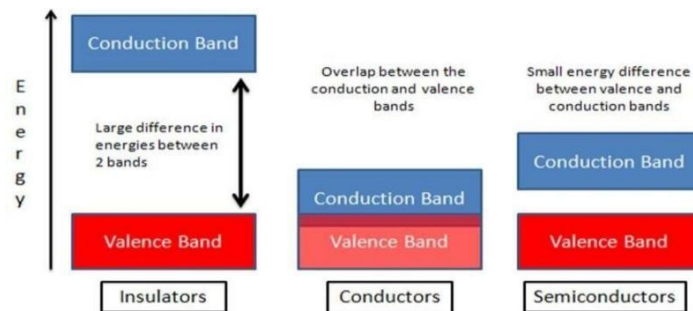 Energy
Conduction Band
Large difference in
energies between
2 bands
Valence Band
Insulators
Overlap between the
conduction and valence
bands
Conduction Band
Valence Band
Conductors
Small energy difference
between valence and
conduction bands
Conduction Band
Valence Band
Semiconductors